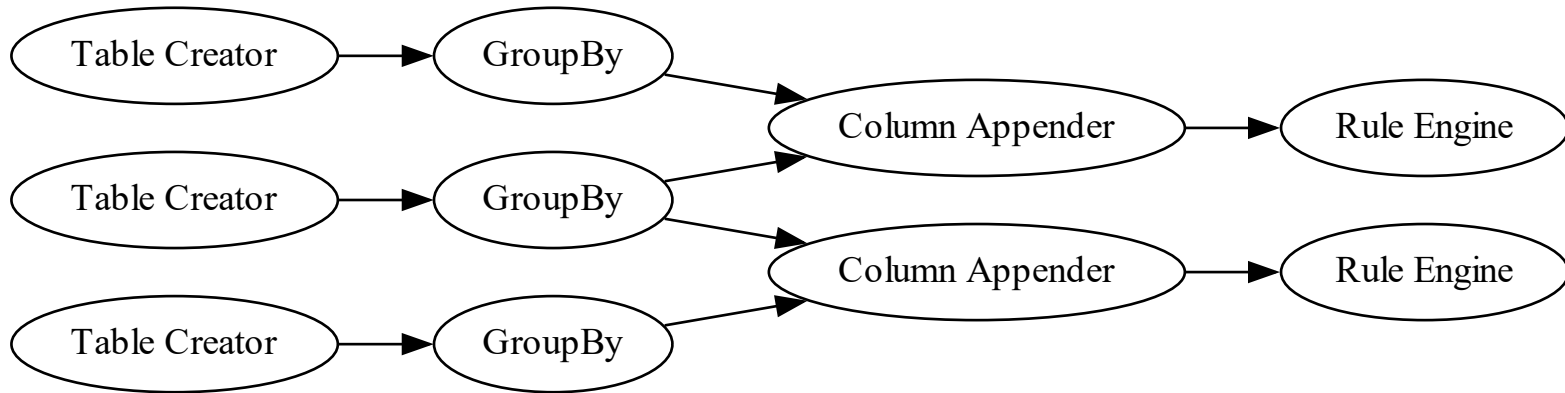 Table Creator
GroupBy
Column Appender
Rule Engine
Table Creator
GroupBy
Column Appender
Rule Engine
Table Creator
GroupBy